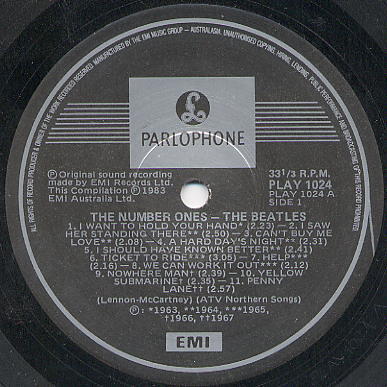 MANUFACTURED BY THE EMI MUSIC GROUP — AUSTRALASIA. UNAUTHORISED COPYING, HIRING, LENDING, PUBLIC PERFORMANCE AND BROADCASTING OF THIS RECORD PROHIBITED
ALL RIGHTS OF RECORD PRODUCER & OWNER OF THE WORK RECORDED RESERVED.
PARLOPHONE
Ⓟ Original sound recording
made by EMI Records Ltd.
This Compilation Ⓟ 1983
EMI Australia Ltd.
33 1/3 R.P.M.
PLAY 1024
PLAY 1024 A
SIDE 1
THE NUMBER ONES — THE BEATLES
1. I WANT TO HOLD YOUR HAND* (2.23) — 2. I SAW
HER STANDING THERE** (2.50) — 3. CAN'T BUY ME
LOVE** (2.08) — 4. A HARD DAY'S NIGHT** (2.31)
5. I SHOULD HAVE KNOWN BETTER** (2.41)
6. TICKET TO RIDE*** (3.05) — 7. HELP***
(2.16) — 8. WE CAN WORK IT OUT*** (2.12)
9. NOWHERE MAN† (2.39) — 10. YELLOW
SUBMARINE† (2.35) — 11. PENNY
LANE†† (2.57)
(Lennon-McCartney) (ATV Northern Songs)
Ⓟ: *1963, **1964, ***1965,
†1966, ††1967
EMI